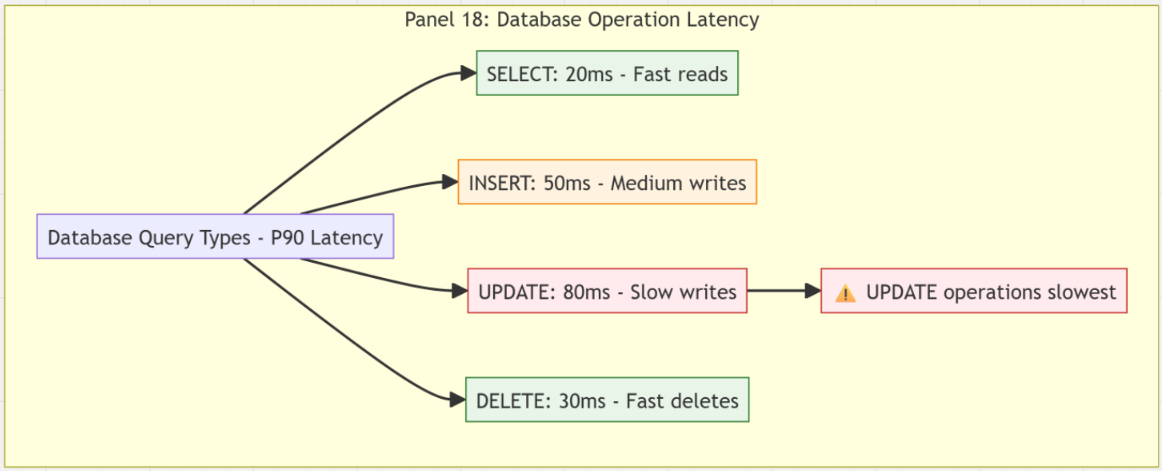 Panel 18: Database Operation Latency
SELECT: 20ms - Fast reads
INSERT: 50ms - Medium writes
Database Query Types - P90 Latency
UPDATE: 80ms - Slow writes
⚠️ UPDATE operations slowest
DELETE: 30ms - Fast deletes